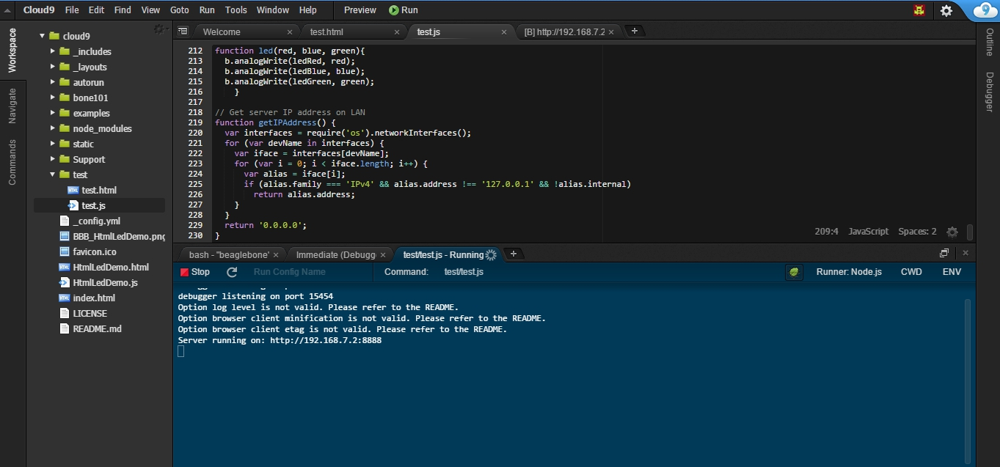 Cloud9 File Edit Find View Goto Run Tools Window Help Preview Run
9
Workspace
Navigate
Commands
cloud9
_includes
_layouts
autorun
bone101
examples
node_modules
static
Support
test
test.html
test.js
_config.yml
BBB_HtmlLedDemo.png
favicon.ico
HtmlLedDemo.html
HtmlLedDemo.js
index.html
LICENSE
README.md
Welcome × test.html × test.js × [B] http://192.168.7.2 × +
212 function led(red, blue, green){
213 b.analogWrite(ledRed, red);
214 b.analogWrite(ledBlue, blue);
215 b.analogWrite(ledGreen, green);
216 }
217
218 // Get server IP address on LAN
219 function getIPAddress() {
220 var interfaces = require('os').networkInterfaces();
221 for (var devName in interfaces) {
222 var iface = interfaces[devName];
223 for (var i = 0; i < iface.length; i++) {
224 var alias = iface[i];
225 if (alias.family === 'IPv4' && alias.address !== '127.0.0.1' && !alias.internal)
226 return alias.address;
227 }
228 }
229 return '0.0.0.0';
230 }
209:4 JavaScript Spaces: 2
bash - "beaglebone' × Immediate (Debugg × test/test.js - Running +
Stop Run Config Name Command: test/test.js Runner: Node.js CWD ENV
debugger listening on port 15454
Option log level is not valid. Please refer to the README.
Option browser client minification is not valid. Please refer to the README.
Option browser client etag is not valid. Please refer to the README.
Server running on: http://192.168.7.2:8888
Outline
Debugger